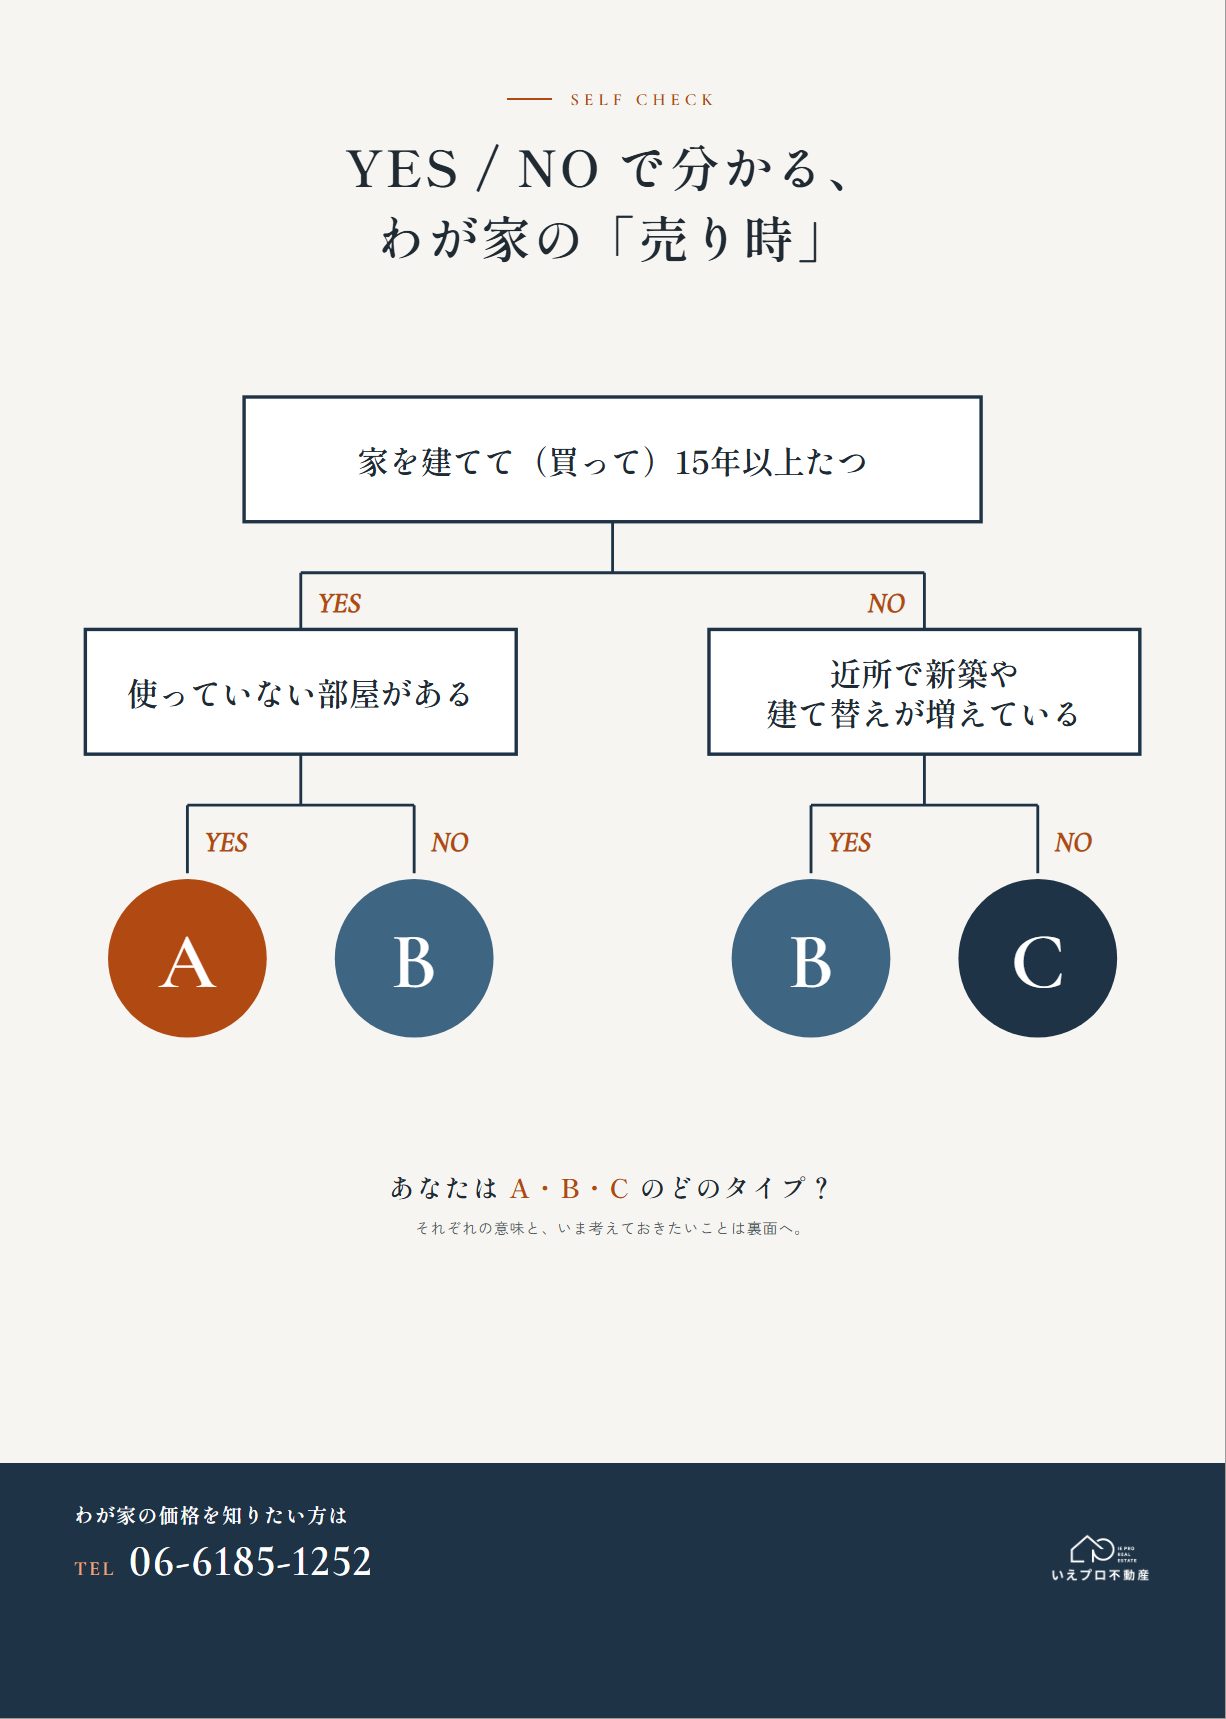 SELF CHECK
YES / NO で分かる、
わが家の「売り時」
家を建てて（買って）15年以上たつ
YES
NO
使っていない部屋がある
近所で新築や
建て替えが増えている
YES
NO
YES
NO
A
B
B
C
あなたは A・B・C のどのタイプ？
それぞれの意味と、いま考えておきたいことは裏面へ。
わが家の価格を知りたい方は
TEL 06-6185-1252
IE PRO
REAL
ESTATE
いえプロ不動産